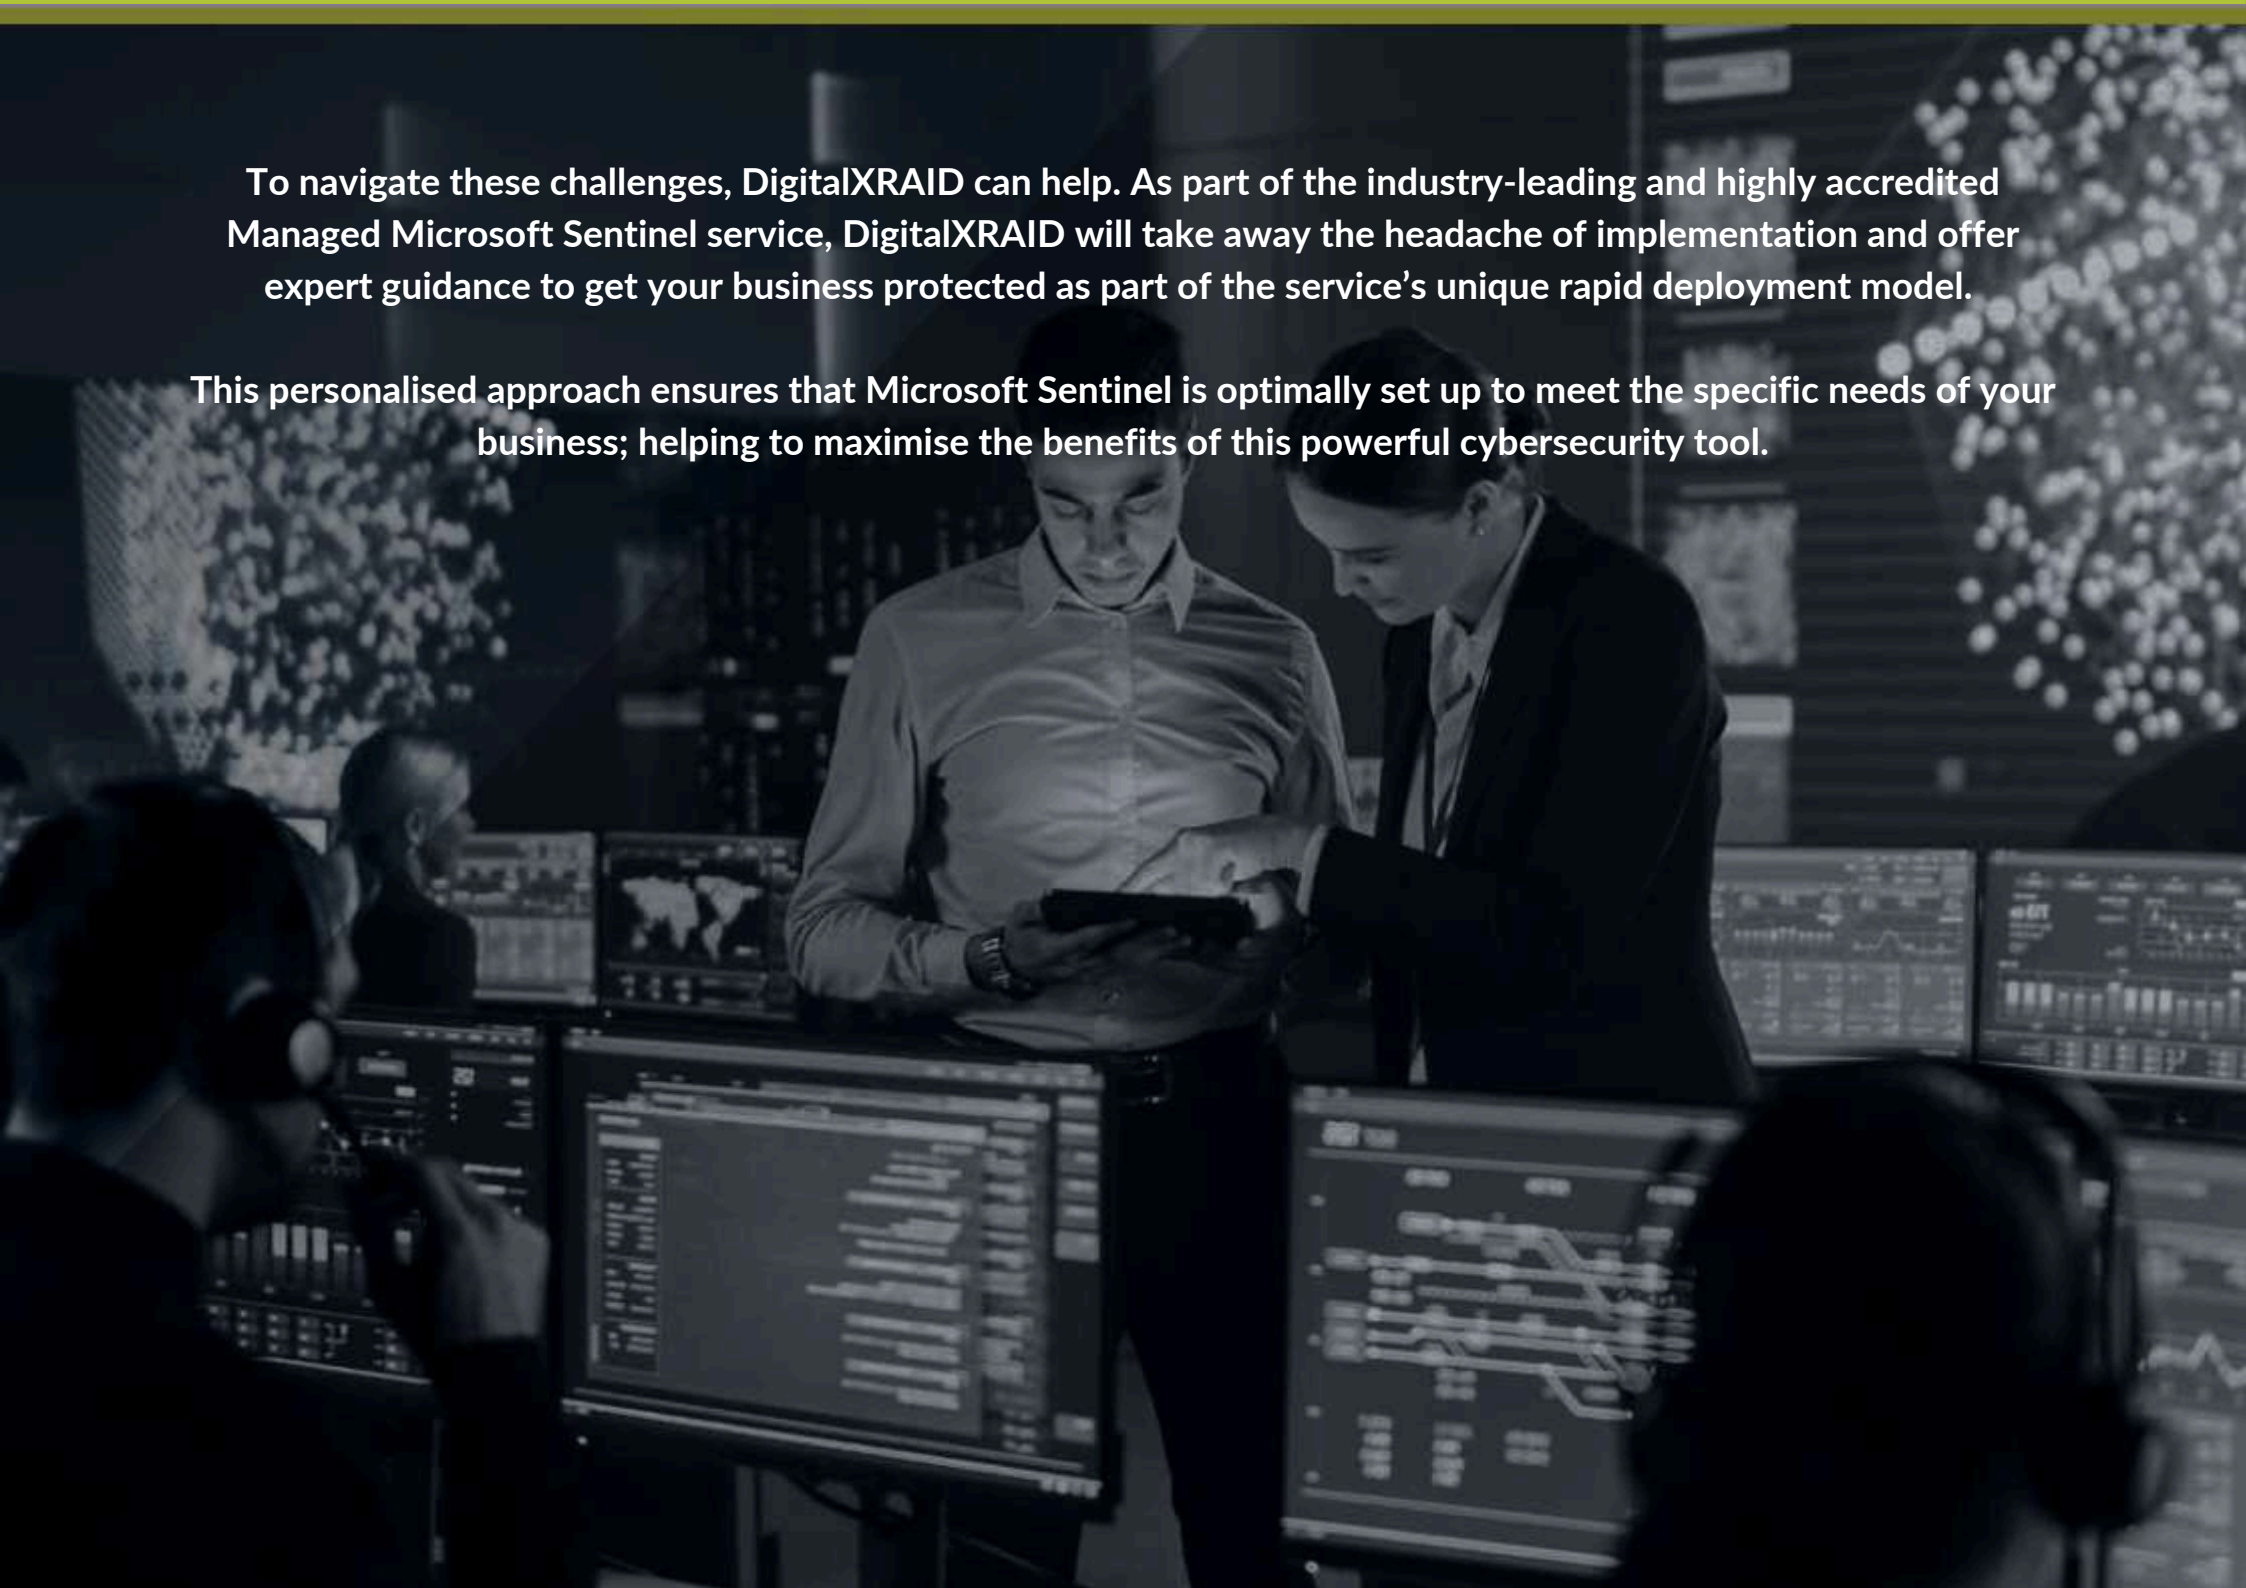 To navigate these challenges, DigitalXRAID can help. As part of the industry-leading and highly accredited
Managed Microsoft Sentinel service, DigitalXRAID will take away the headache of implementation and offer
expert guidance to get your business protected as part of the service’s unique rapid deployment model.
This personalised approach ensures that Microsoft Sentinel is optimally set up to meet the specific needs of your
business; helping to maximise the benefits of this powerful cybersecurity tool.